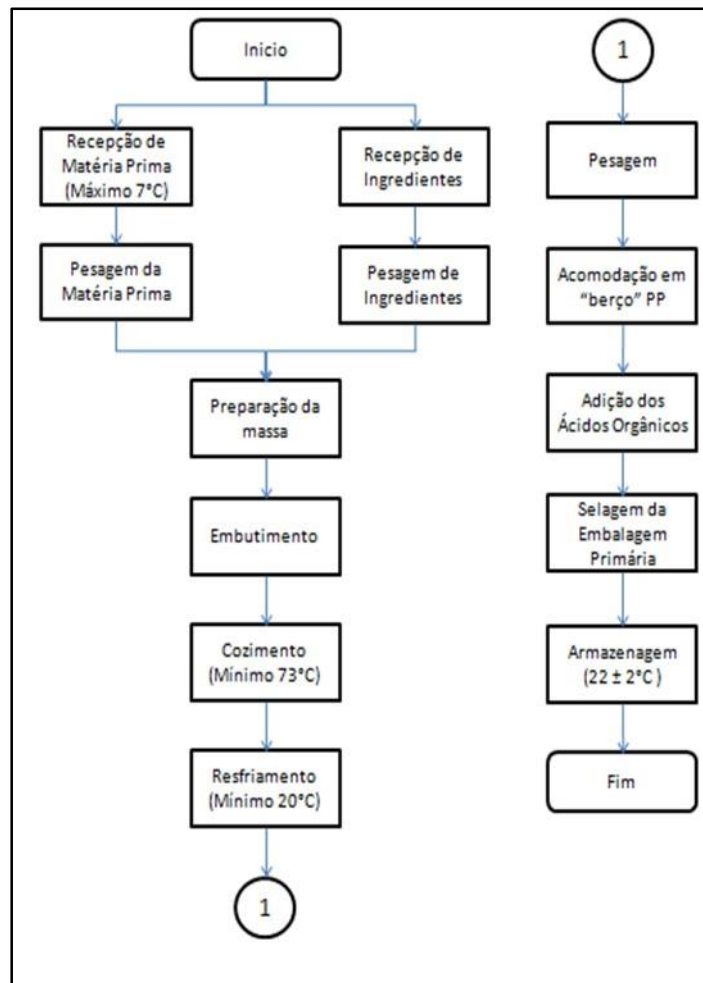 Inicio
Recepção de
Matéria Prima
(Máximo 7°C)
Recepção de
Ingredientes
Pesagem da
Matéria Prima
Pesagem de
Ingredientes
Preparação da
massa
Embutimento
Cozimento
(Mínimo 73°C)
Resfriamento
(Mínimo 20°C)
1
1
Pesagem
Acomodação em
“berço” PP
Adição dos
Ácidos Orgânicos
Selagem da
Embalagem
Primária
Armazenagem
(22 ± 2°C )
Fim